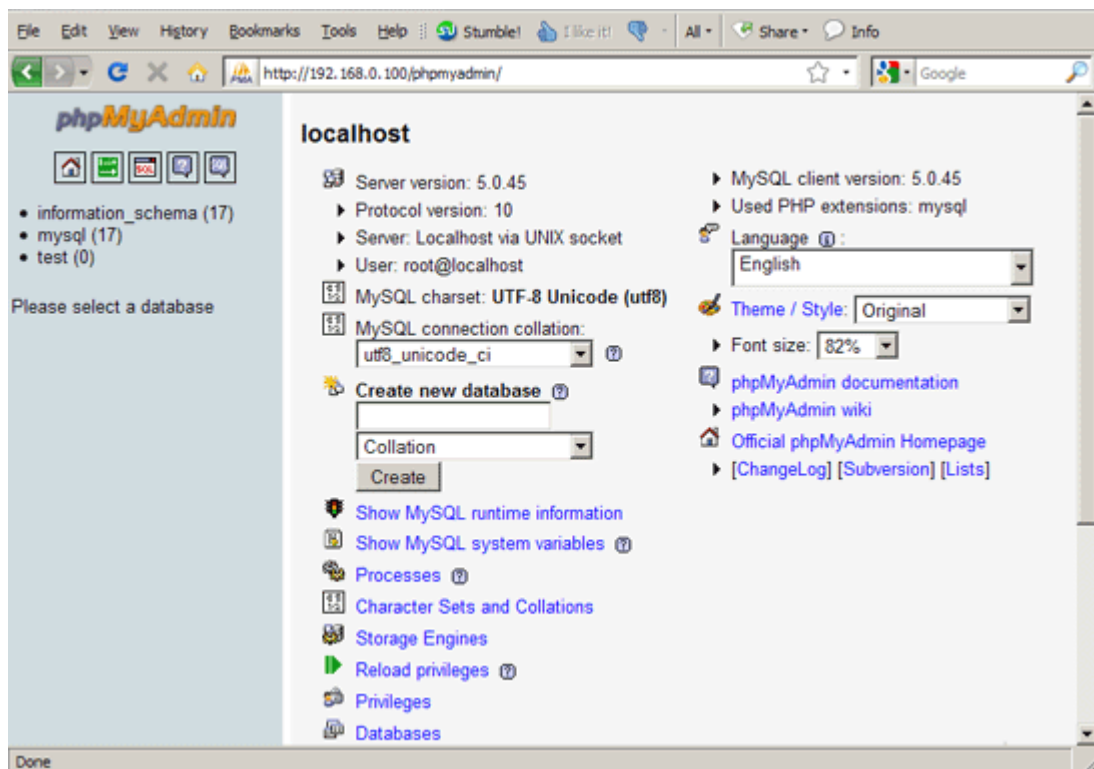 File Edit View History Bookmarks Tools Help Stumble! I like it! All Share Info
http://192.168.0.100/phpmyadmin/ Google
phpMyAdmin
information_schema (17)
mysql (17)
test (0)
Please select a database
localhost
Server version: 5.0.45
Protocol version: 10
Server: Localhost via UNIX socket
User: root@localhost
MySQL charset: UTF-8 Unicode (utf8)
MySQL connection collation:
utf8_unicode_ci
Create new database
Collation
Create
Show MySQL runtime information
Show MySQL system variables
Processes
Character Sets and Collations
Storage Engines
Reload privileges
Privileges
Databases
MySQL client version: 5.0.45
Used PHP extensions: mysql
Language :
English
Theme / Style: Original
Font size: 82%
phpMyAdmin documentation
phpMyAdmin wiki
Official phpMyAdmin Homepage
[ChangeLog] [Subversion] [Lists]
Done